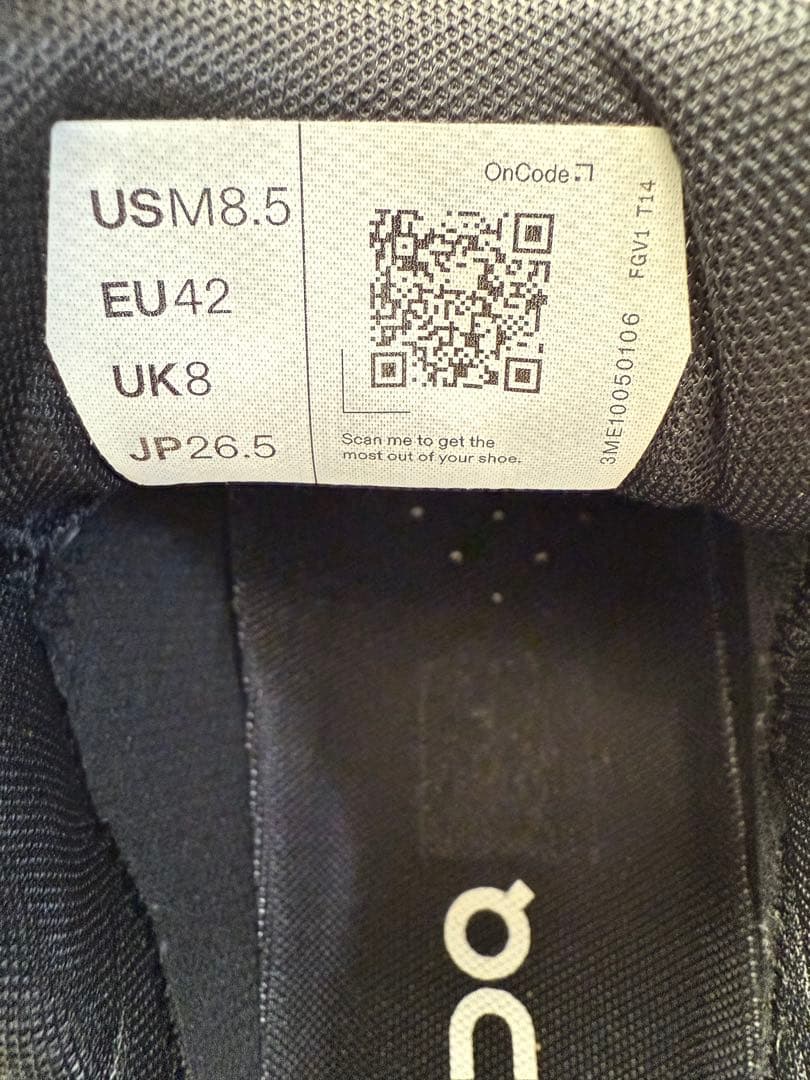 USM8.5
EU42
UK8
JP26.5
OnCode
Scan me to get the
most out of your shoe.
3ME10050106 FGV1 T14
On